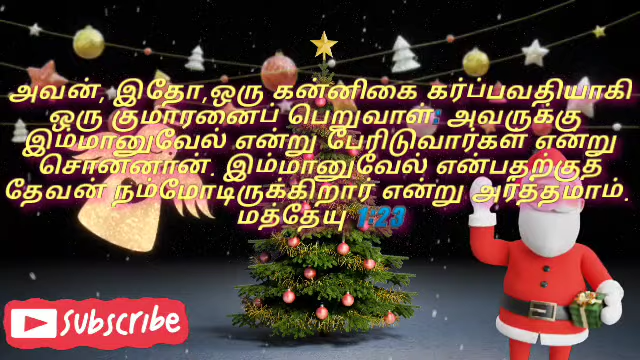 அவன், இதோ,ஒரு கன்னிகை கர்ப்பவதியாகி
ஒரு குமாரனைப் பெறுவாள்: அவருக்கு
இம்மானுவேல் என்று பேரிடுவார்கள் என்று
சொன்னான். இம்மானுவேல் என்பதற்குத்
தேவன் நம்மோடிருக்கிறார் என்று அர்த்தமாம்.
மத்தேயு 1:23
Subscribe